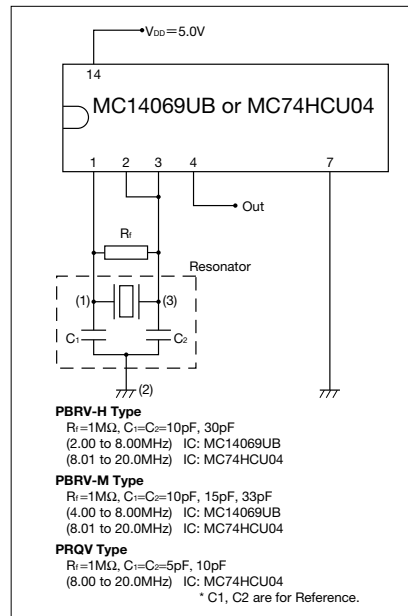 VDD=5.0V
14
MC14069UB or MC74HCU04
1 2 3 4 7
Out
Rf
Resonator
(1) (3)
C1 C2
(2)
PBRV-H Type
Rf=1MΩ, C1=C2=10pF, 30pF
(2.00 to 8.00MHz) IC: MC14069UB
(8.01 to 20.0MHz) IC: MC74HCU04
PBRV-M Type
Rf=1MΩ, C1=C2=10pF, 15pF, 33pF
(4.00 to 8.00MHz) IC: MC14069UB
(8.01 to 20.0MHz) IC: MC74HCU04
PRQV Type
Rf=1MΩ, C1=C2=5pF, 10pF
(8.00 to 20.0MHz) IC: MC74HCU04
* C1, C2 are for Reference.